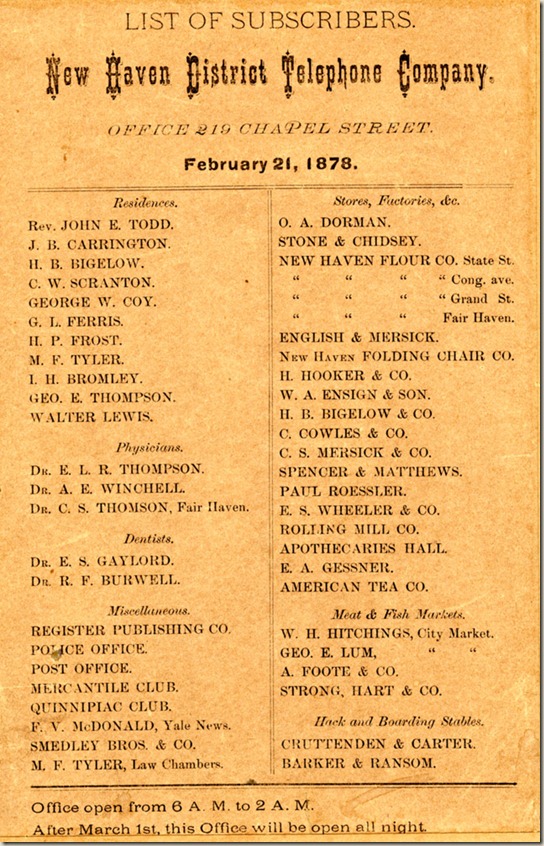 LIST OF SUBSCRIBERS.
New Haven District Telephone Company.
OFFICE 219 CHAPEL STREET.
February 21, 1878.
Residences.
Rev. JOHN E. TODD.
J. B. CARRINGTON.
H. B. BIGELOW.
C. W. SCRANTON.
GEORGE W. COY.
G. L. FERRIS.
H. P. FROST.
M. F. TYLER.
I. H. BROMLEY.
GEO. E. THOMPSON.
WALTER LEWIS.
Physicians.
DR. E. L. R. THOMPSON.
DR. A. E. WINCHELL.
DR. C. S. THOMSON, Fair Haven.
Dentists.
DR. E. S. GAYLORD.
DR. R. F. BURWELL.
Miscellaneous.
REGISTER PUBLISHING CO.
POLICE OFFICE.
POST OFFICE.
MERCANTILE CLUB.
QUINNIPIAC CLUB.
F. V. McDONALD, Yale News.
SMEDLEY BROS. & CO.
M. F. TYLER, Law Chambers.
Stores, Factories, &c.
O. A. DORMAN.
STONE & CHIDSEY.
NEW HAVEN FLOUR CO. State St.
“ “ “ “ Cong. ave.
“ “ “ “ Grand St.
“ “ “ Fair Haven.
ENGLISH & MERSICK.
NEW HAVEN FOLDING CHAIR CO.
H. HOOKER & CO.
W. A. ENSIGN & SON.
H. B. BIGELOW & CO.
C. COWLES & CO.
C. S. MERSICK & CO.
SPENCER & MATTHEWS.
PAUL ROESSLER.
E. S. WHEELER & CO.
ROLLING MILL CO.
APOTHECARIES HALL.
E. A. GESSNER.
AMERICAN TEA CO.
Meat & Fish Markets.
W. H. HITCHINGS, City Market.
GEO. E. LUM, “ “
A. FOOTE & CO.
STRONG, HART & CO.
Hack and Boarding Stables.
CRUTTENDEN & CARTER.
BARKER & RANSOM.
Office open from 6 A. M. to 2 A. M.
After March 1st, this Office will be open all night.